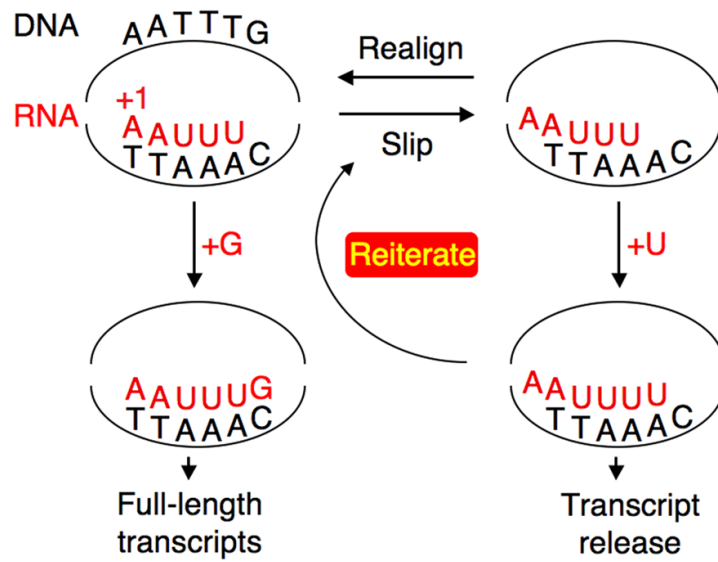 DNA AATTTG
RNA
+1
AAUUU
TTAAAC
Realign
Slip
AAUUU
TTAAAC
+G
Reiterate
+U
AAUUUG
TTAAAC
AAUUUU
TTAAAC
Full-length
transcripts
Transcript
release